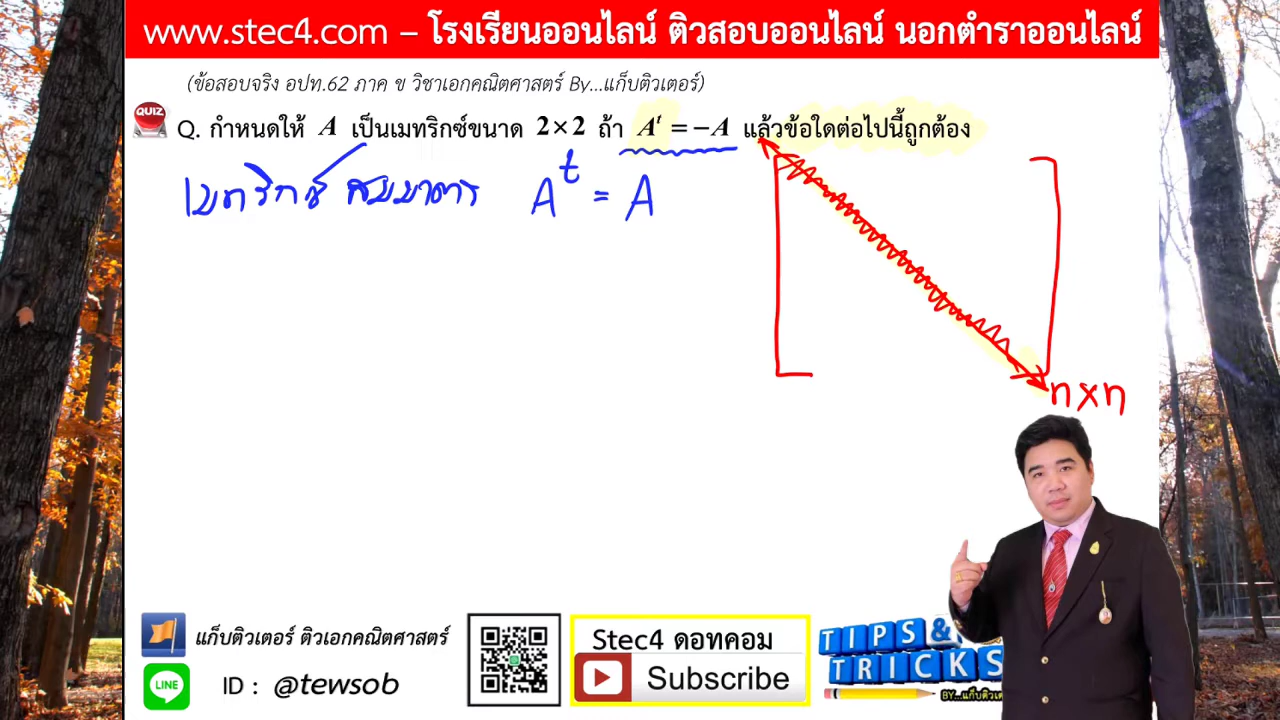 www.stec4.com – โรงเรียนออนไลน์ ติวสอบออนไลน์ นอกตำราออนไลน์
(ข้อสอบจริง อปท.62 ภาค ข วิชาเอกคณิตศาสตร์ By...แก็บติวเตอร์)
QUIZ
Q. กำหนดให้ A เป็นเมทริกซ์ขนาด 2×2 ถ้า Aᵗ = –A แล้วข้อใดต่อไปนี้ถูกต้อง
เมทริกซ์ สมมาตร Aᵗ = A
n×n
แก็บติวเตอร์ ติวเอกคณิตศาสตร์
LINE
ID : @tewsob
Stec4 ดอทคอม
Subscribe
TIPS &
TRICKS